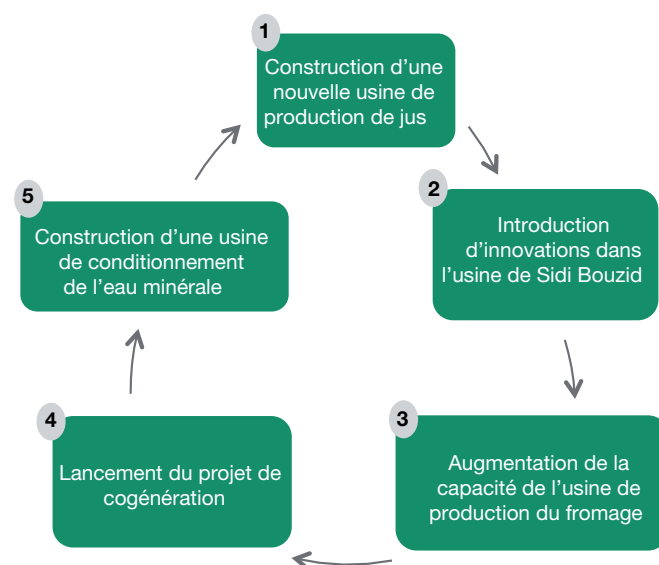 1
Construction d’une
nouvelle usine de
production de jus
2
Introduction
d’innovations dans
l’usine de Sidi Bouzid
3
Augmentation de la
capacité de l’usine de
production du fromage
4
Lancement du projet de
cogénération
5
Construction d’une usine
de conditionnement
de l’eau minérale